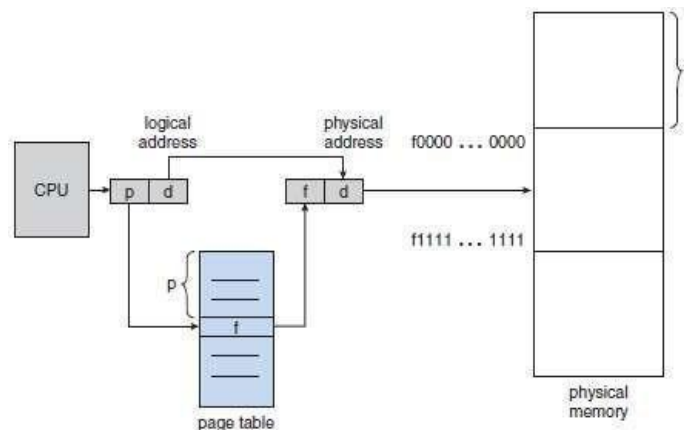 logical
address
physical
address
f0000 ... 0000
CPU
p d
f d
f1111 ... 1111
p
f
page table
physical
memory